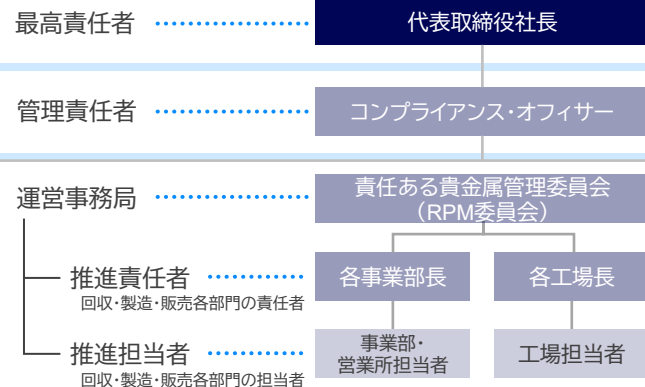 最高責任者
代表取締役社長
管理責任者
コンプライアンス・オフィサー
運営事務局
責任ある貴金属管理委員会
（RPM委員会）
推進責任者
回収・製造・販売各部門の責任者
各事業部長
各工場長
推進担当者
回収・製造・販売各部門の担当者
事業部・
営業所担当者
工場担当者